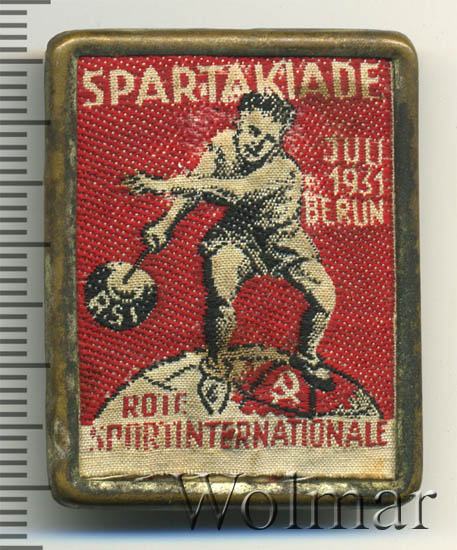 SPARTAKIADE
JULI
1931
BERLIN
RSI
ROTE
SPORTINTERNATIONALE
Wolmar